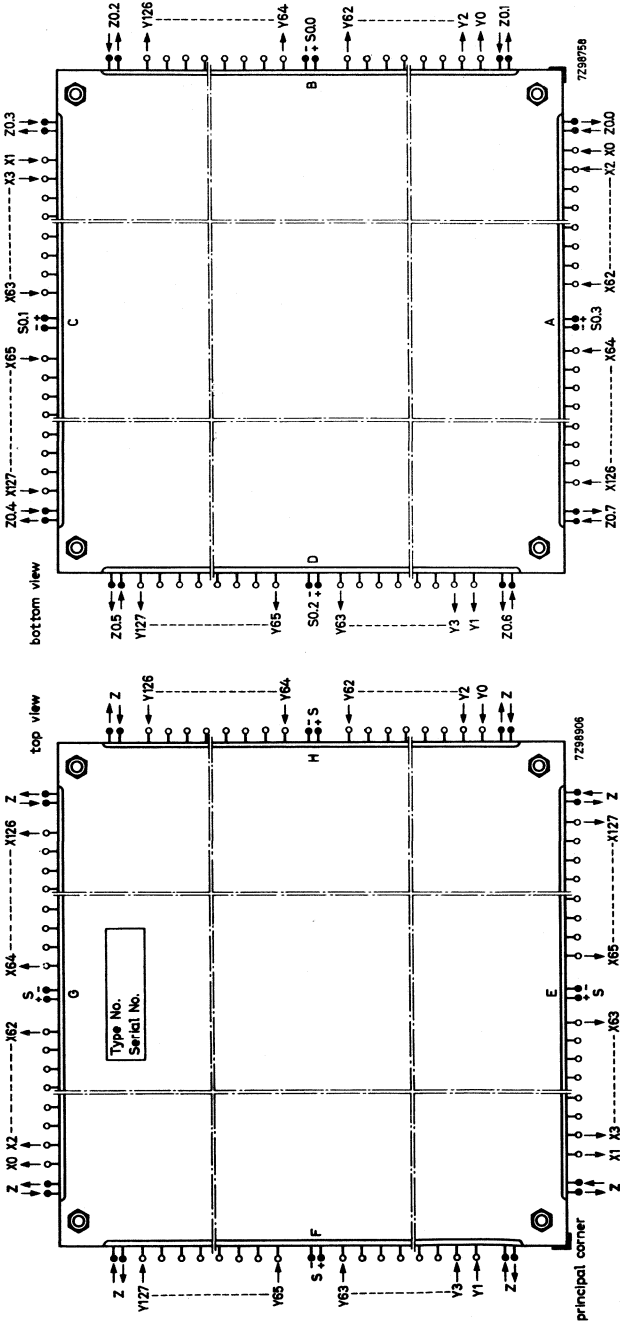 Z0.2
Y126
Y64
- S0.0
+
Y62
Y2
Y0
Z0.1
7Z98758
B
Z0.3
X1
X3
X63
S0.1
- +
X65
X127
Z0.4
C
A
Z0.0
X0
X2
X62
- +
S0.3
X64
X126
Z0.7
D
bottom view
Z0.5
Y127
Y65
S0.2 -
+
Y63
Y3
Y1
Z0.6
top view
Z
Y126
Y64
-
+ S
Y62
Y2
Y0
Z
7Z98906
H
Z
X126
X64
S
+ -
X62
X2
X0
Z
G
Type No.
Serial No.
E
Z
X127
X65
+ -
S
X63
X3
X1
Z
F
Z
Y127
Y65
S -
+
Y63
Y3
Y1
Z
principal corner